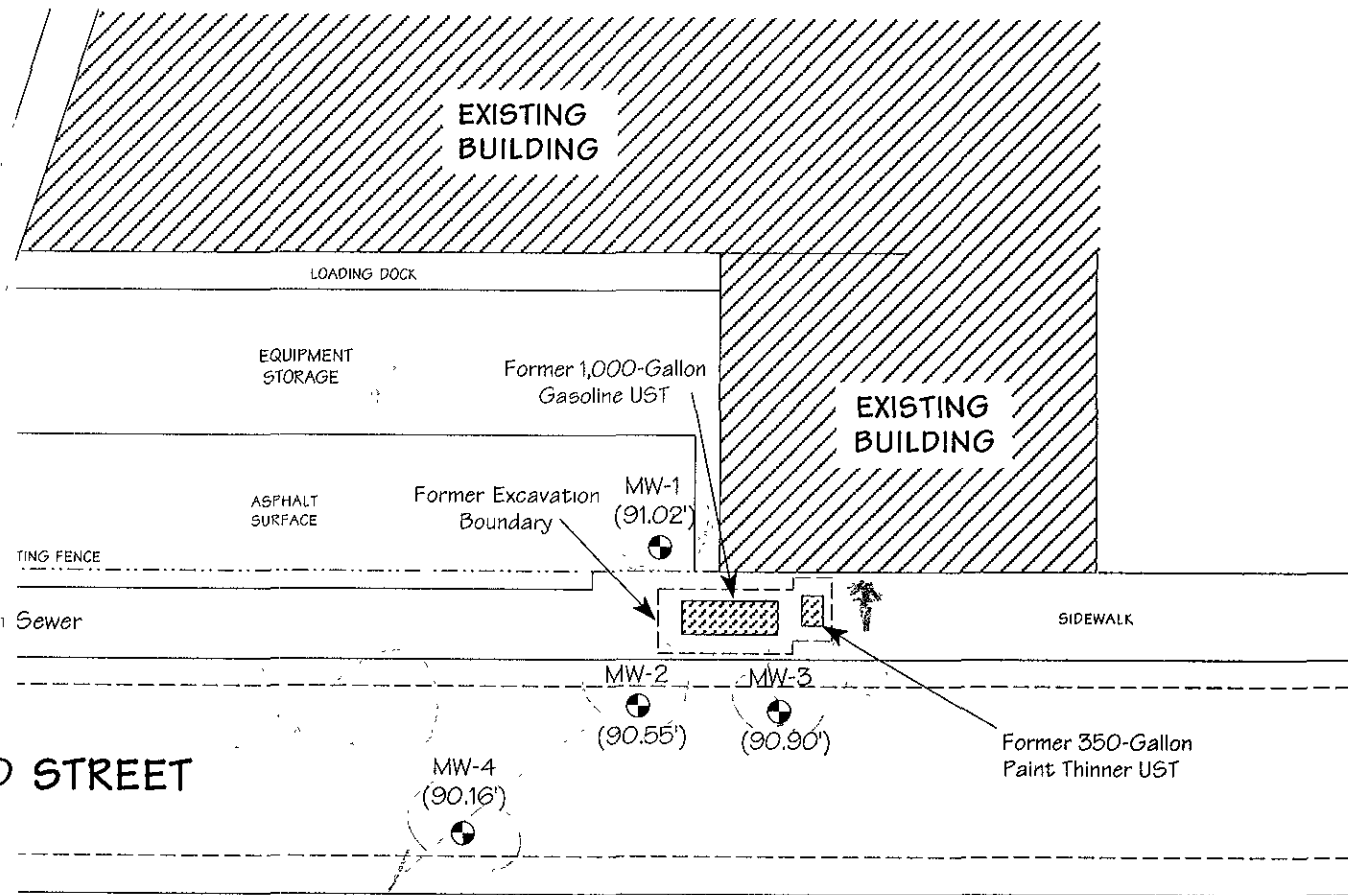 EXISTING
BUILDING
LOADING DOCK
EQUIPMENT
STORAGE
Former 1,000-Gallon
Gasoline UST
EXISTING
BUILDING
ASPHALT
SURFACE
Former Excavation
Boundary
MW-1
(91.02')
TING FENCE
Sewer
SIDEWALK
MW-2
(90.55')
MW-3
(90.90')
Former 350-Gallon
Paint Thinner UST
STREET
MW-4
(90.16')